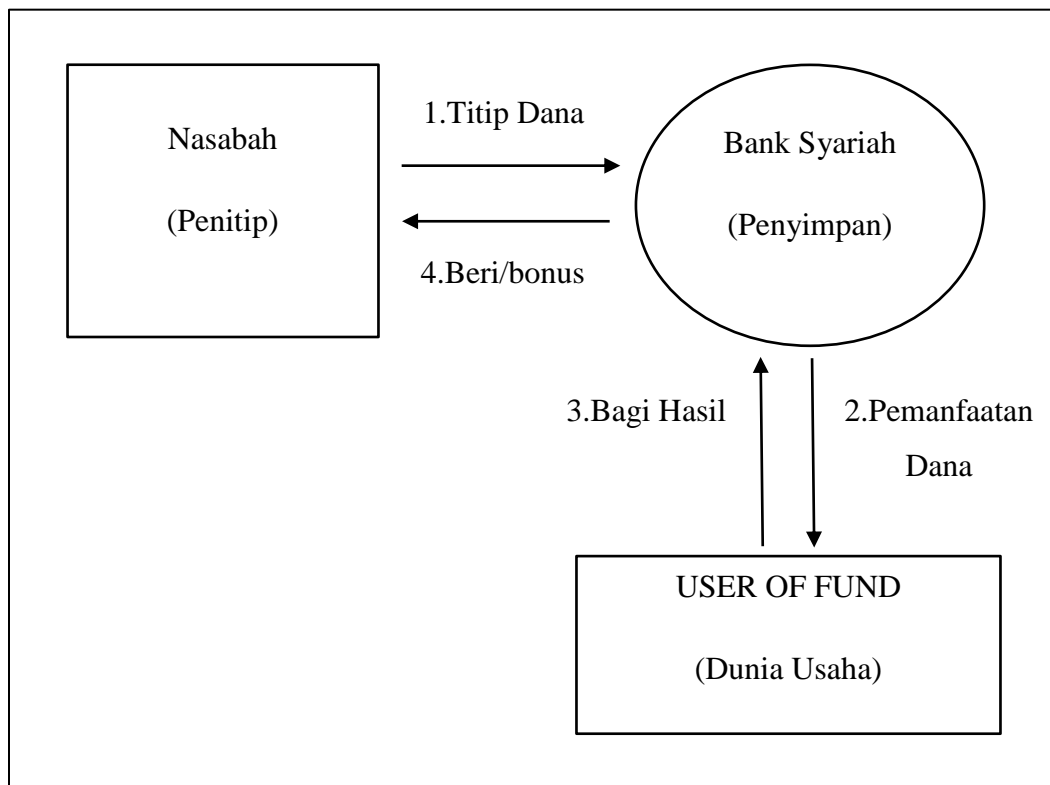 Nasabah
(Penitip)
1.Titip Dana
4.Beri/bonus
Bank Syariah
(Penyimpan)
3.Bagi Hasil
2.Pemanfaatan
Dana
USER OF FUND
(Dunia Usaha)